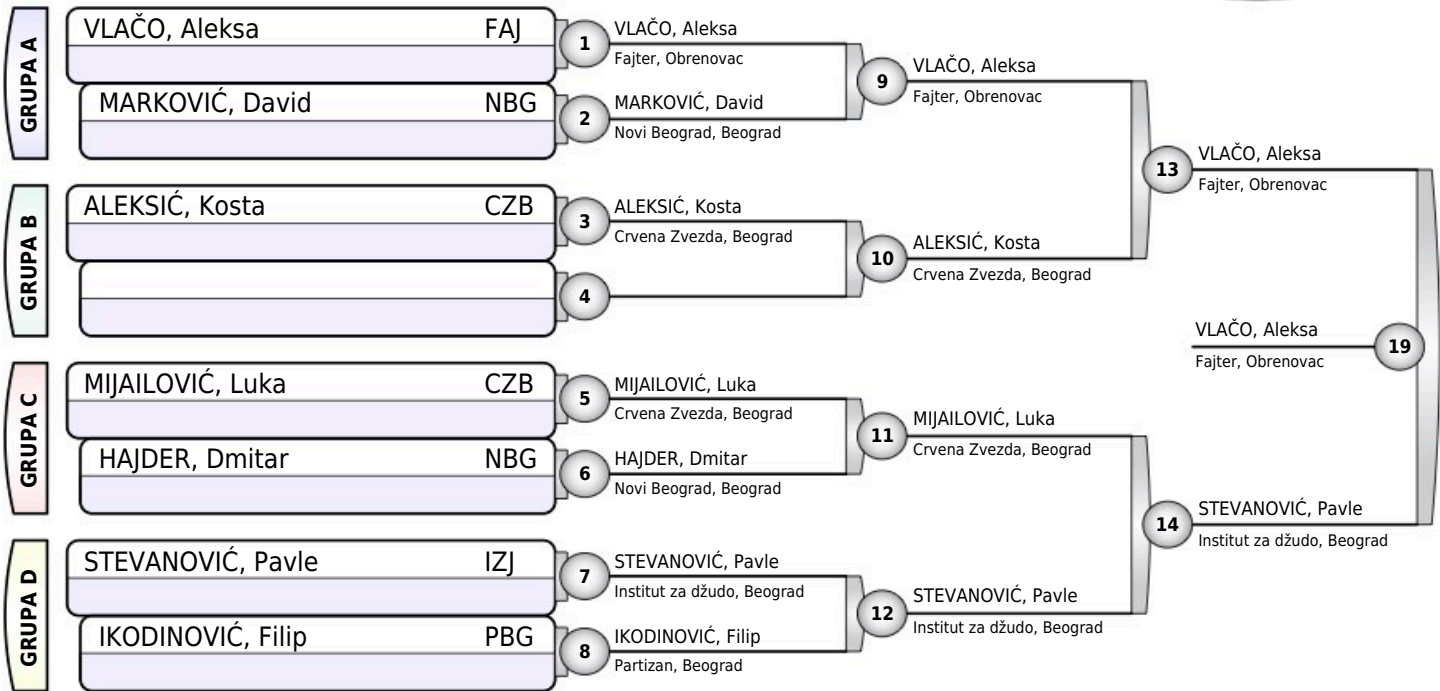 GRUPA A
VLAČO, Aleksa FAJ
1
VLAČO, Aleksa
Fajter, Obrenovac
MARKOVIĆ, David NBG
2
MARKOVIĆ, David
Novi Beograd, Beograd
9
VLAČO, Aleksa
Fajter, Obrenovac
GRUPA B
ALEKSIĆ, Kosta CZB
3
ALEKSIĆ, Kosta
Crvena Zvezda, Beograd
4
10
ALEKSIĆ, Kosta
Crvena Zvezda, Beograd
13
VLAČO, Aleksa
Fajter, Obrenovac
GRUPA C
MIJAILOVIĆ, Luka CZB
5
MIJAILOVIĆ, Luka
Crvena Zvezda, Beograd
HAJDER, Dmitar NBG
6
HAJDER, Dmitar
Novi Beograd, Beograd
11
MIJAILOVIĆ, Luka
Crvena Zvezda, Beograd
GRUPA D
STEVANOVIĆ, Pavle IZJ
7
STEVANOVIĆ, Pavle
Institut za džudo, Beograd
IKODINOVIĆ, Filip PBG
8
IKODINOVIĆ, Filip
Partizan, Beograd
12
STEVANOVIĆ, Pavle
Institut za džudo, Beograd
14
STEVANOVIĆ, Pavle
Institut za džudo, Beograd
VLAČO, Aleksa
Fajter, Obrenovac
19